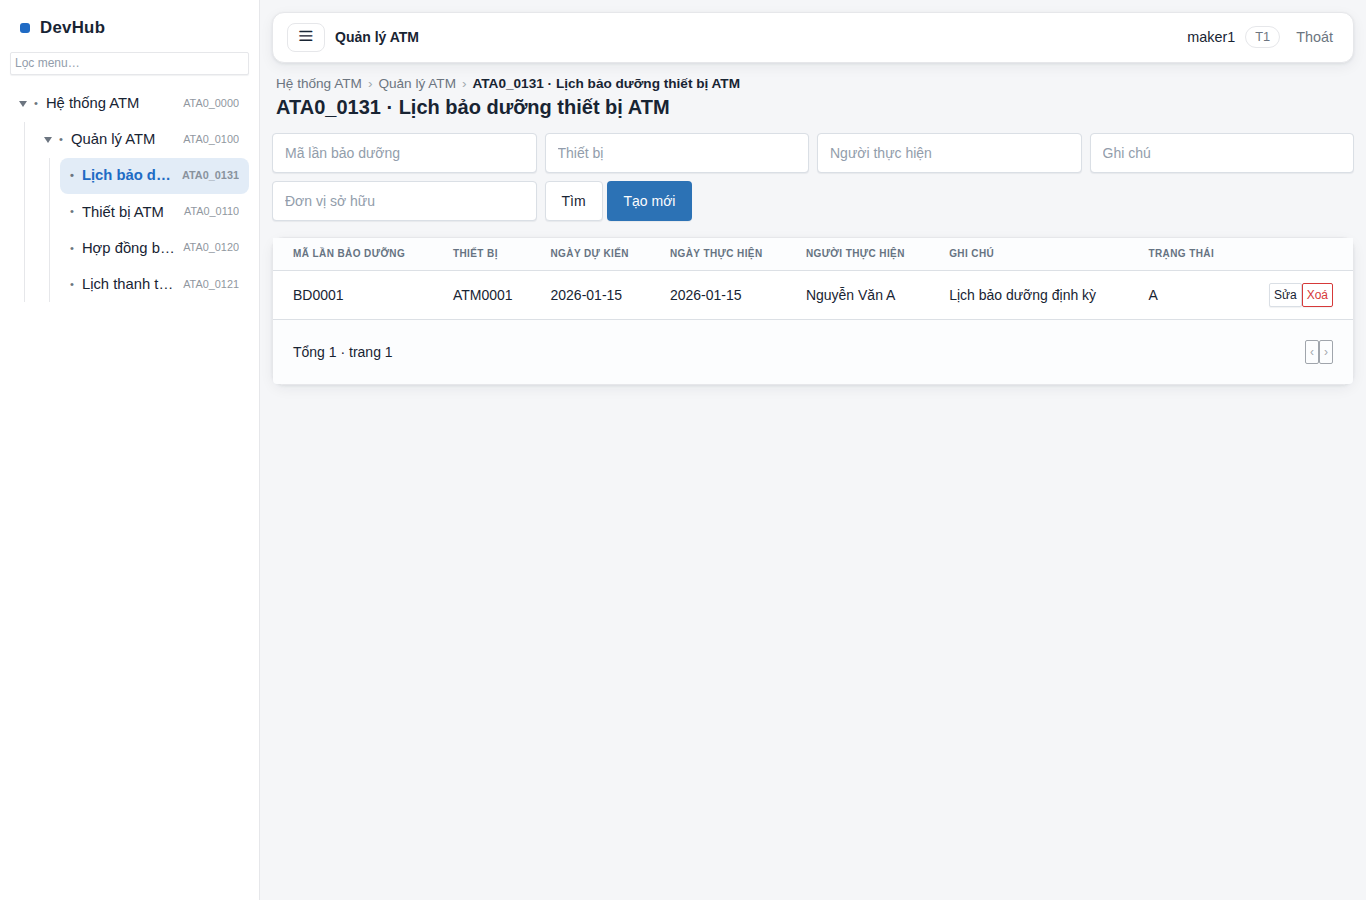 DevHub
Lọc menu…
Hệ thống ATM ATA0_0000
Quản lý ATM ATA0_0100
Lịch bảo d… ATA0_0131
Thiết bị ATM ATA0_0110
Hợp đồng b… ATA0_0120
Lịch thanh t… ATA0_0121
Quản lý ATM
maker1 T1 Thoát
Hệ thống ATM › Quản lý ATM › ATA0_0131 · Lịch bảo dưỡng thiết bị ATM
ATA0_0131 · Lịch bảo dưỡng thiết bị ATM
Mã lần bảo dưỡng Thiết bị Người thực hiện Ghi chú
Đơn vị sở hữu Tìm Tạo mới
MÃ LẦN BẢO DƯỠNG THIẾT BỊ NGÀY DỰ KIẾN NGÀY THỰC HIỆN NGƯỜI THỰC HIỆN GHI CHÚ TRẠNG THÁI
BD0001 ATM0001 2026-01-15 2026-01-15 Nguyễn Văn A Lịch bảo dưỡng định kỳ A Sửa Xoá
Tổng 1 · trang 1 ‹ ›